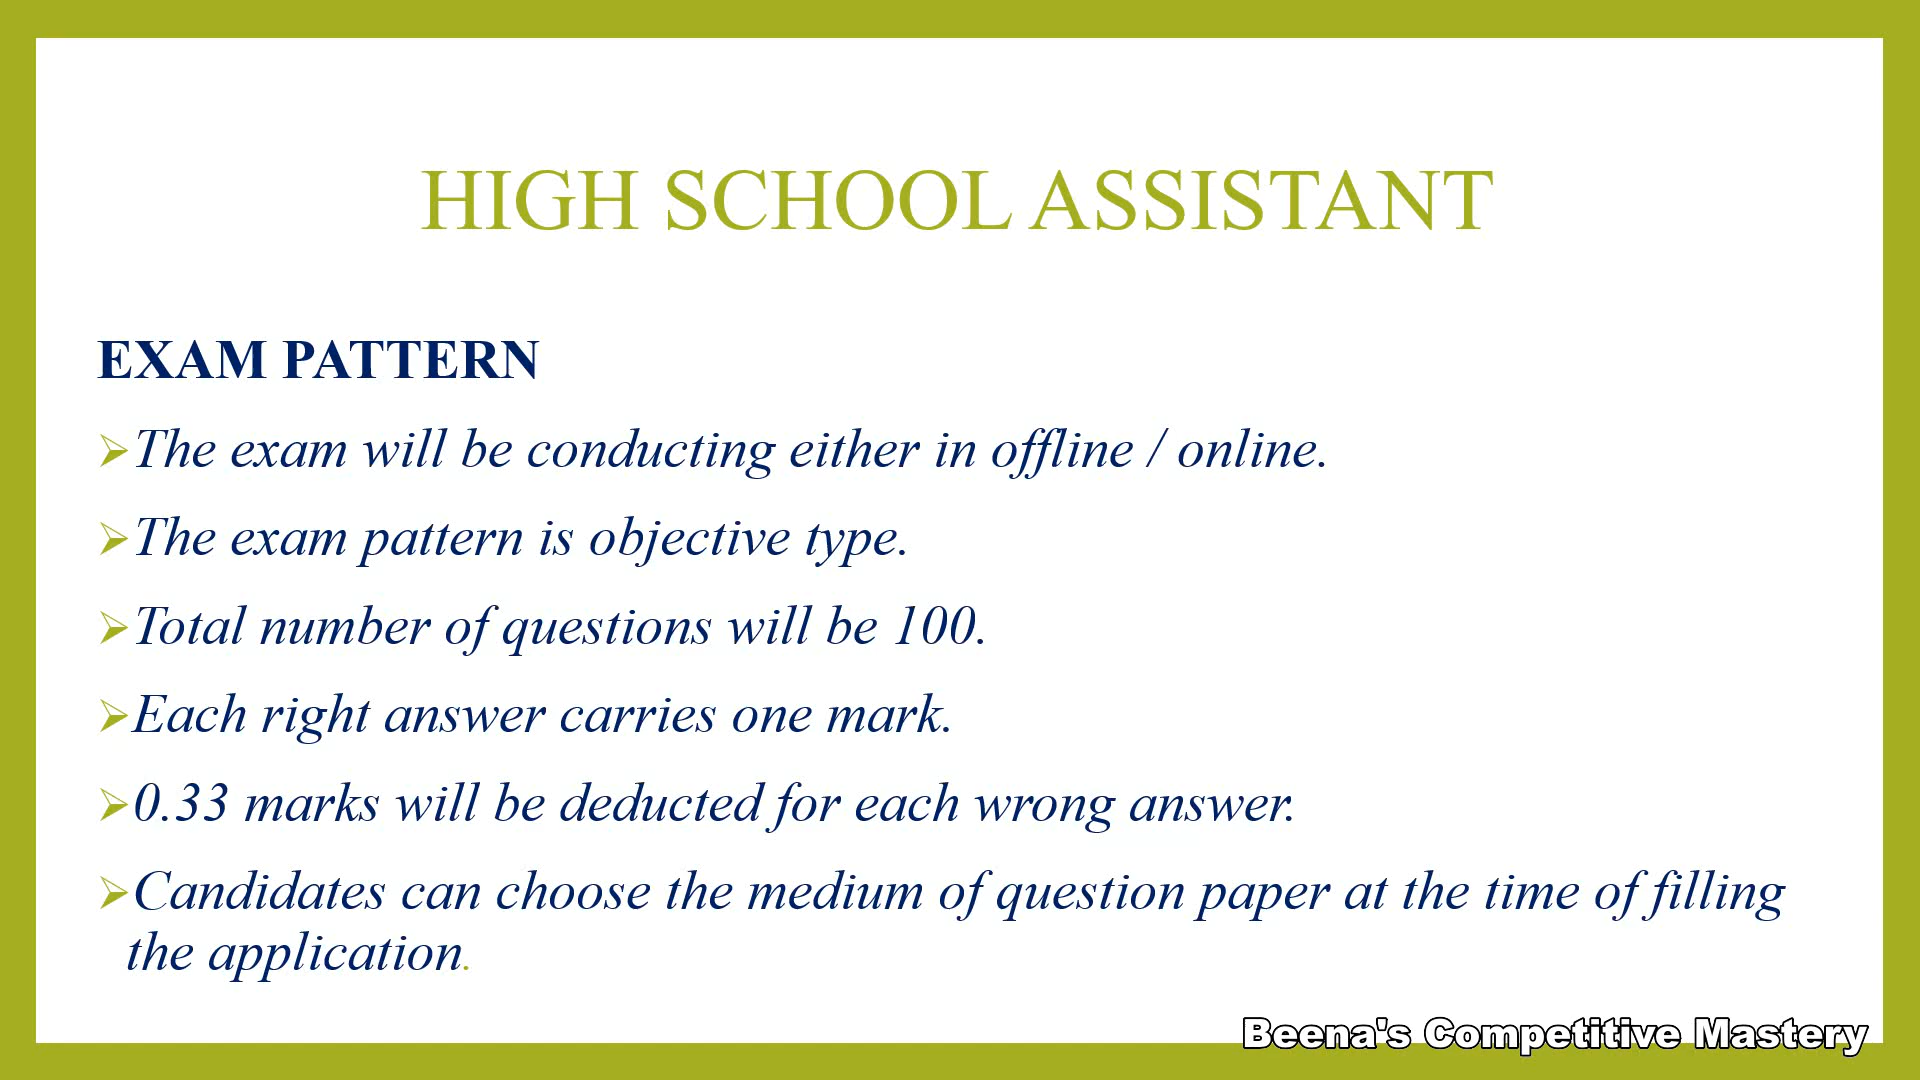 HIGH SCHOOL ASSISTANT
EXAM PATTERN
➢The exam will be conducting either in offline / online.
➢The exam pattern is objective type.
➢Total number of questions will be 100.
➢Each right answer carries one mark.
➢0.33 marks will be deducted for each wrong answer.
➢Candidates can choose the medium of question paper at the time of filling
the application.
Beena's Competitive Mastery